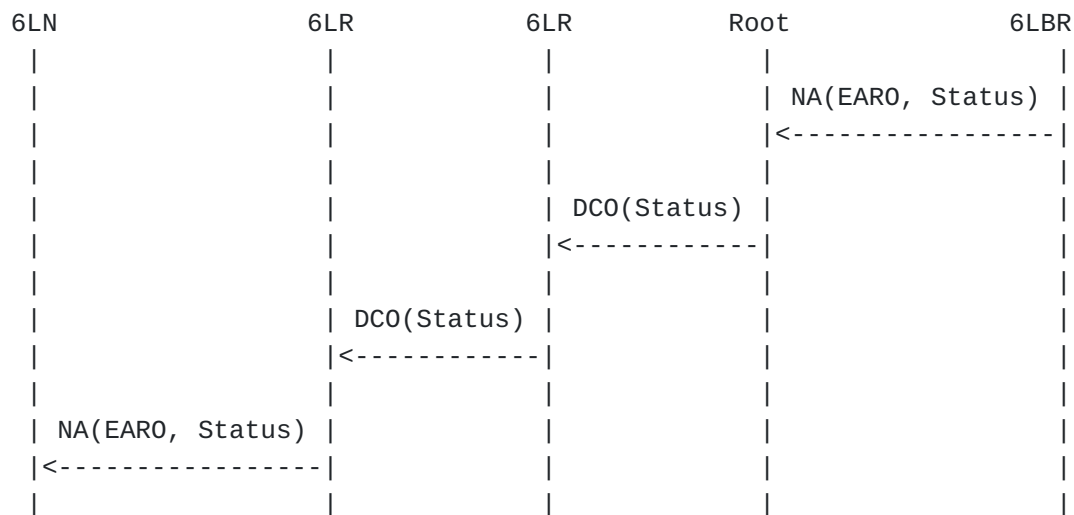 6LN 6LR 6LR Root 6LBR
NA(EARO, Status)
DCO(Status)
DCO(Status)
NA(EARO, Status)